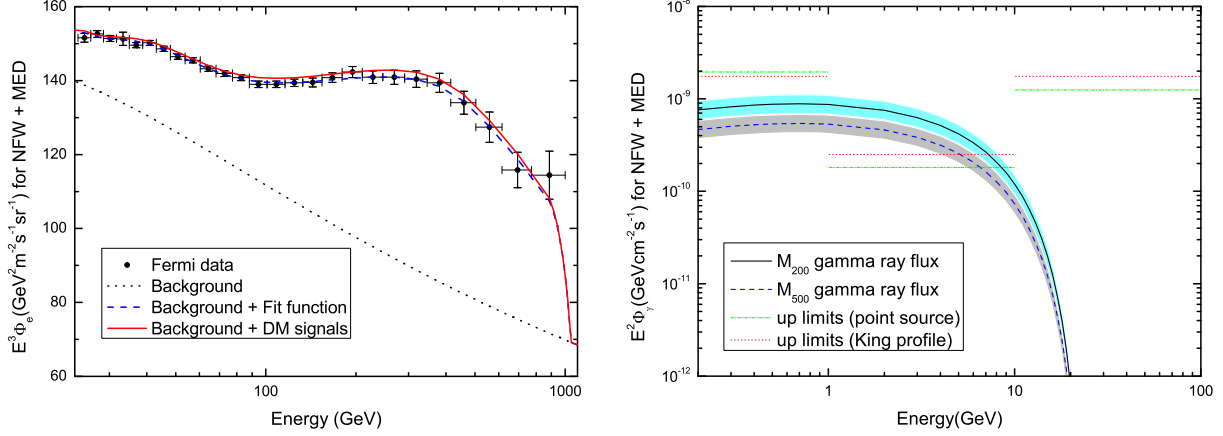 160
140
120
100
80
60
E³Φₑ(GeV²m⁻²s⁻¹sr⁻¹) for NFW + MED
Fermi data
Background
Background + Fit function
Background + DM signals
100
1000
Energy (GeV)
10⁻⁸
10⁻⁹
10⁻¹⁰
10⁻¹¹
10⁻¹²
E²Φᵧ(GeVcm⁻²s⁻¹) for NFW + MED
M₂₀₀ gamma ray flux
M₅₀₀ gamma ray flux
up limits (point source)
up limits (King profile)
1
10
100
Energy(GeV)